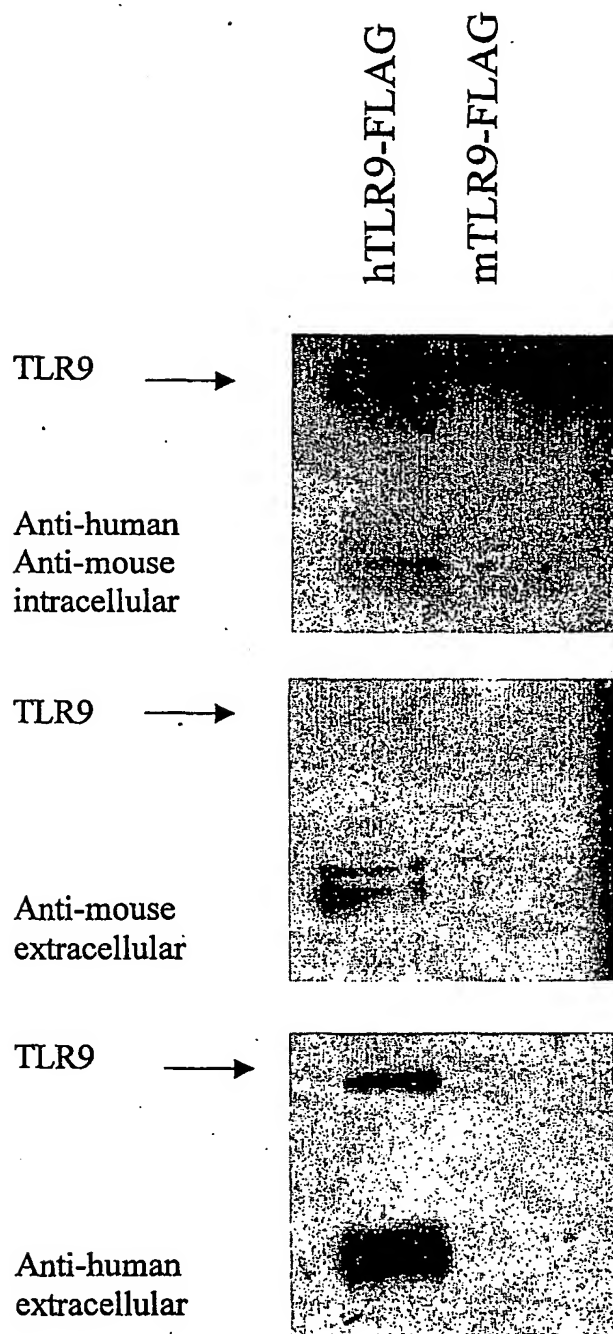 hTLR9-FLAG
mTLR9-FLAG
TLR9
Anti-human
Anti-mouse
intracellular
TLR9
Anti-mouse
extracellular
TLR9
Anti-human
extracellular